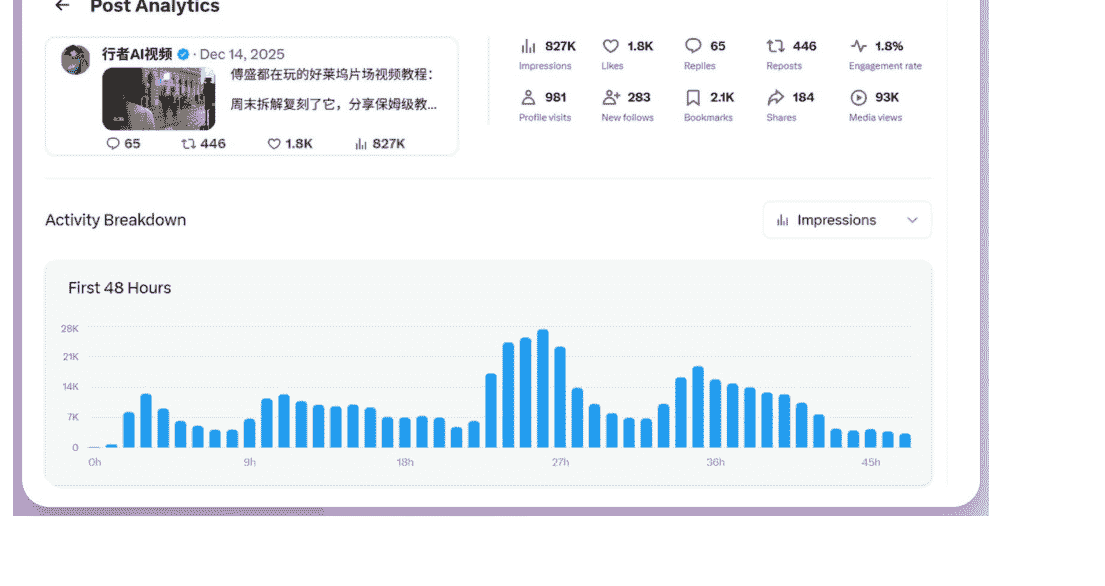 ← Post Analytics
行者AI视频 · Dec 14, 2025
傅盛都在玩的好莱坞片场视频教程：
周末拆解复刻了它，分享保姆级教...
65 446 1.8K 827K
827K 1.8K 65 446 1.8%
Impressions Likes Replies Reposts Engagement rate
981 283 2.1K 184 93K
Profile visits New follows Bookmarks Shares Media views
Activity Breakdown
Impressions
First 48 Hours
28K
21K
14K
7K
0
0h 9h 18h 27h 36h 45h